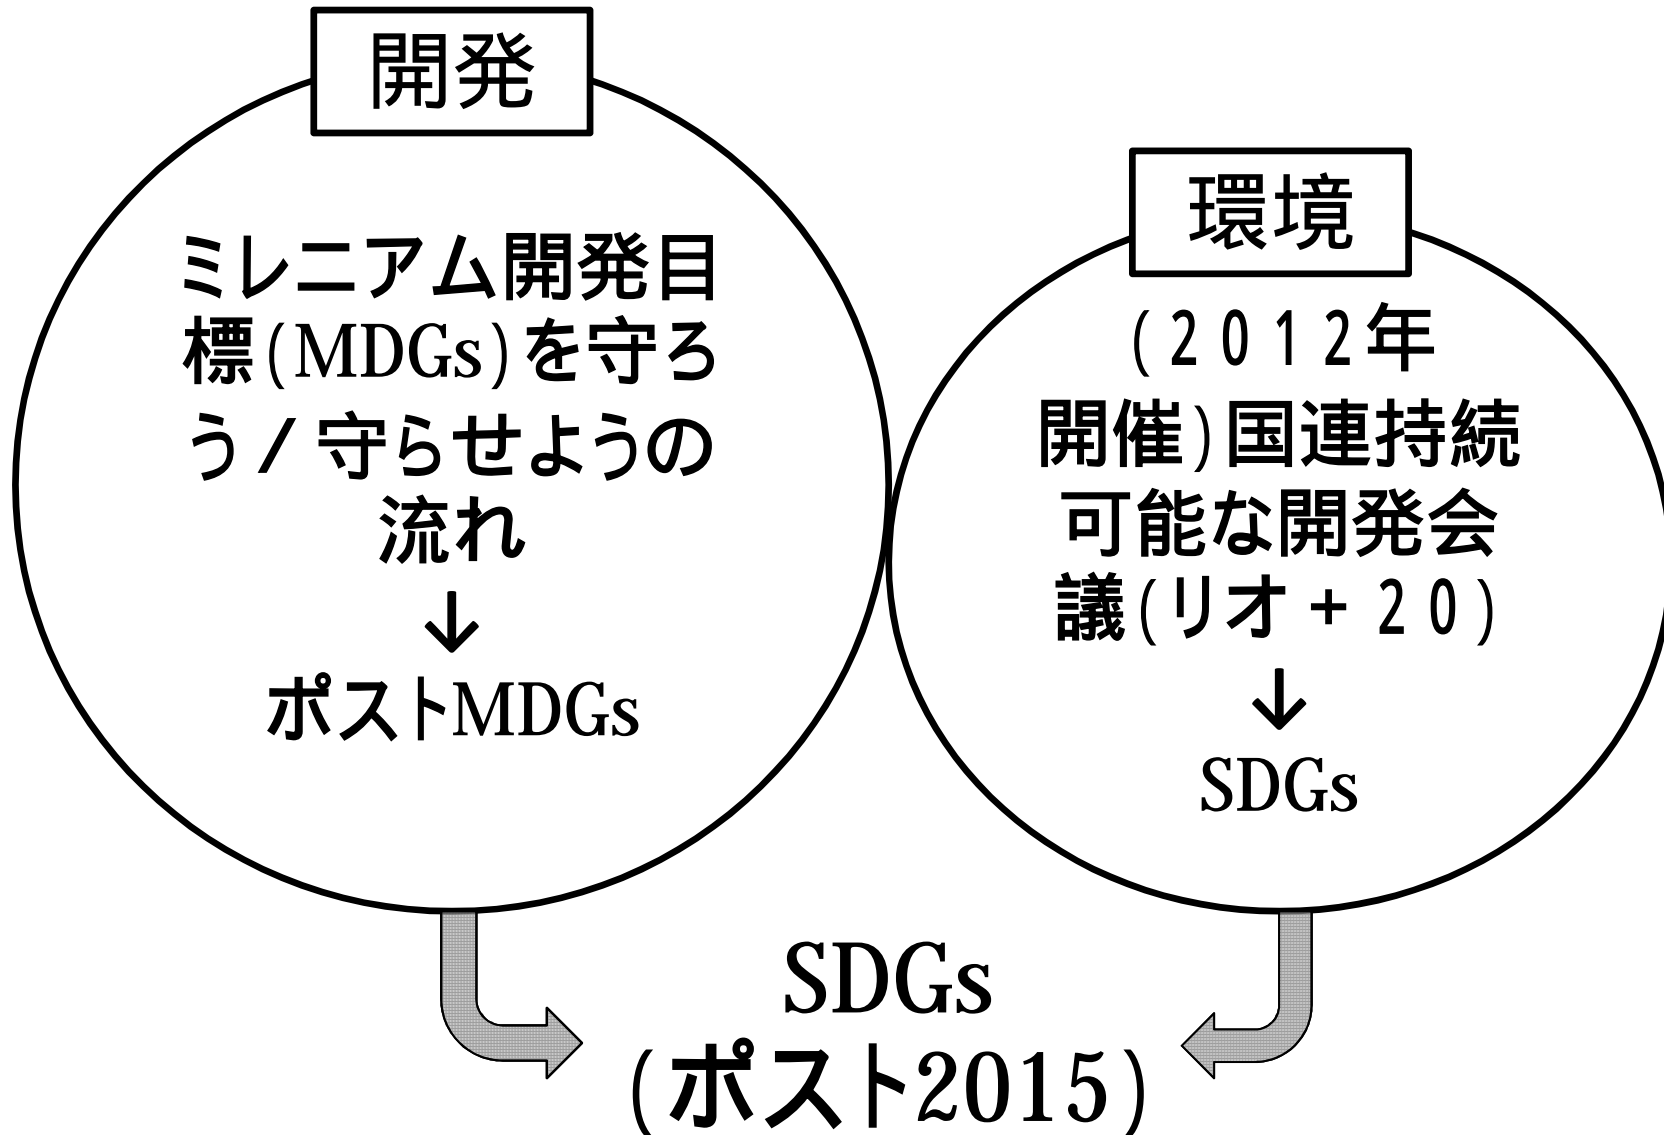 開発
ミレニアム開発目
標(MDGs)を守ろ
う/守らせようの
流れ
↓
ポストMDGs
環境
(2012年
開催)国連持続
可能な開発会
議(リオ+20)
↓
SDGs
SDGs
(ポスト2015)